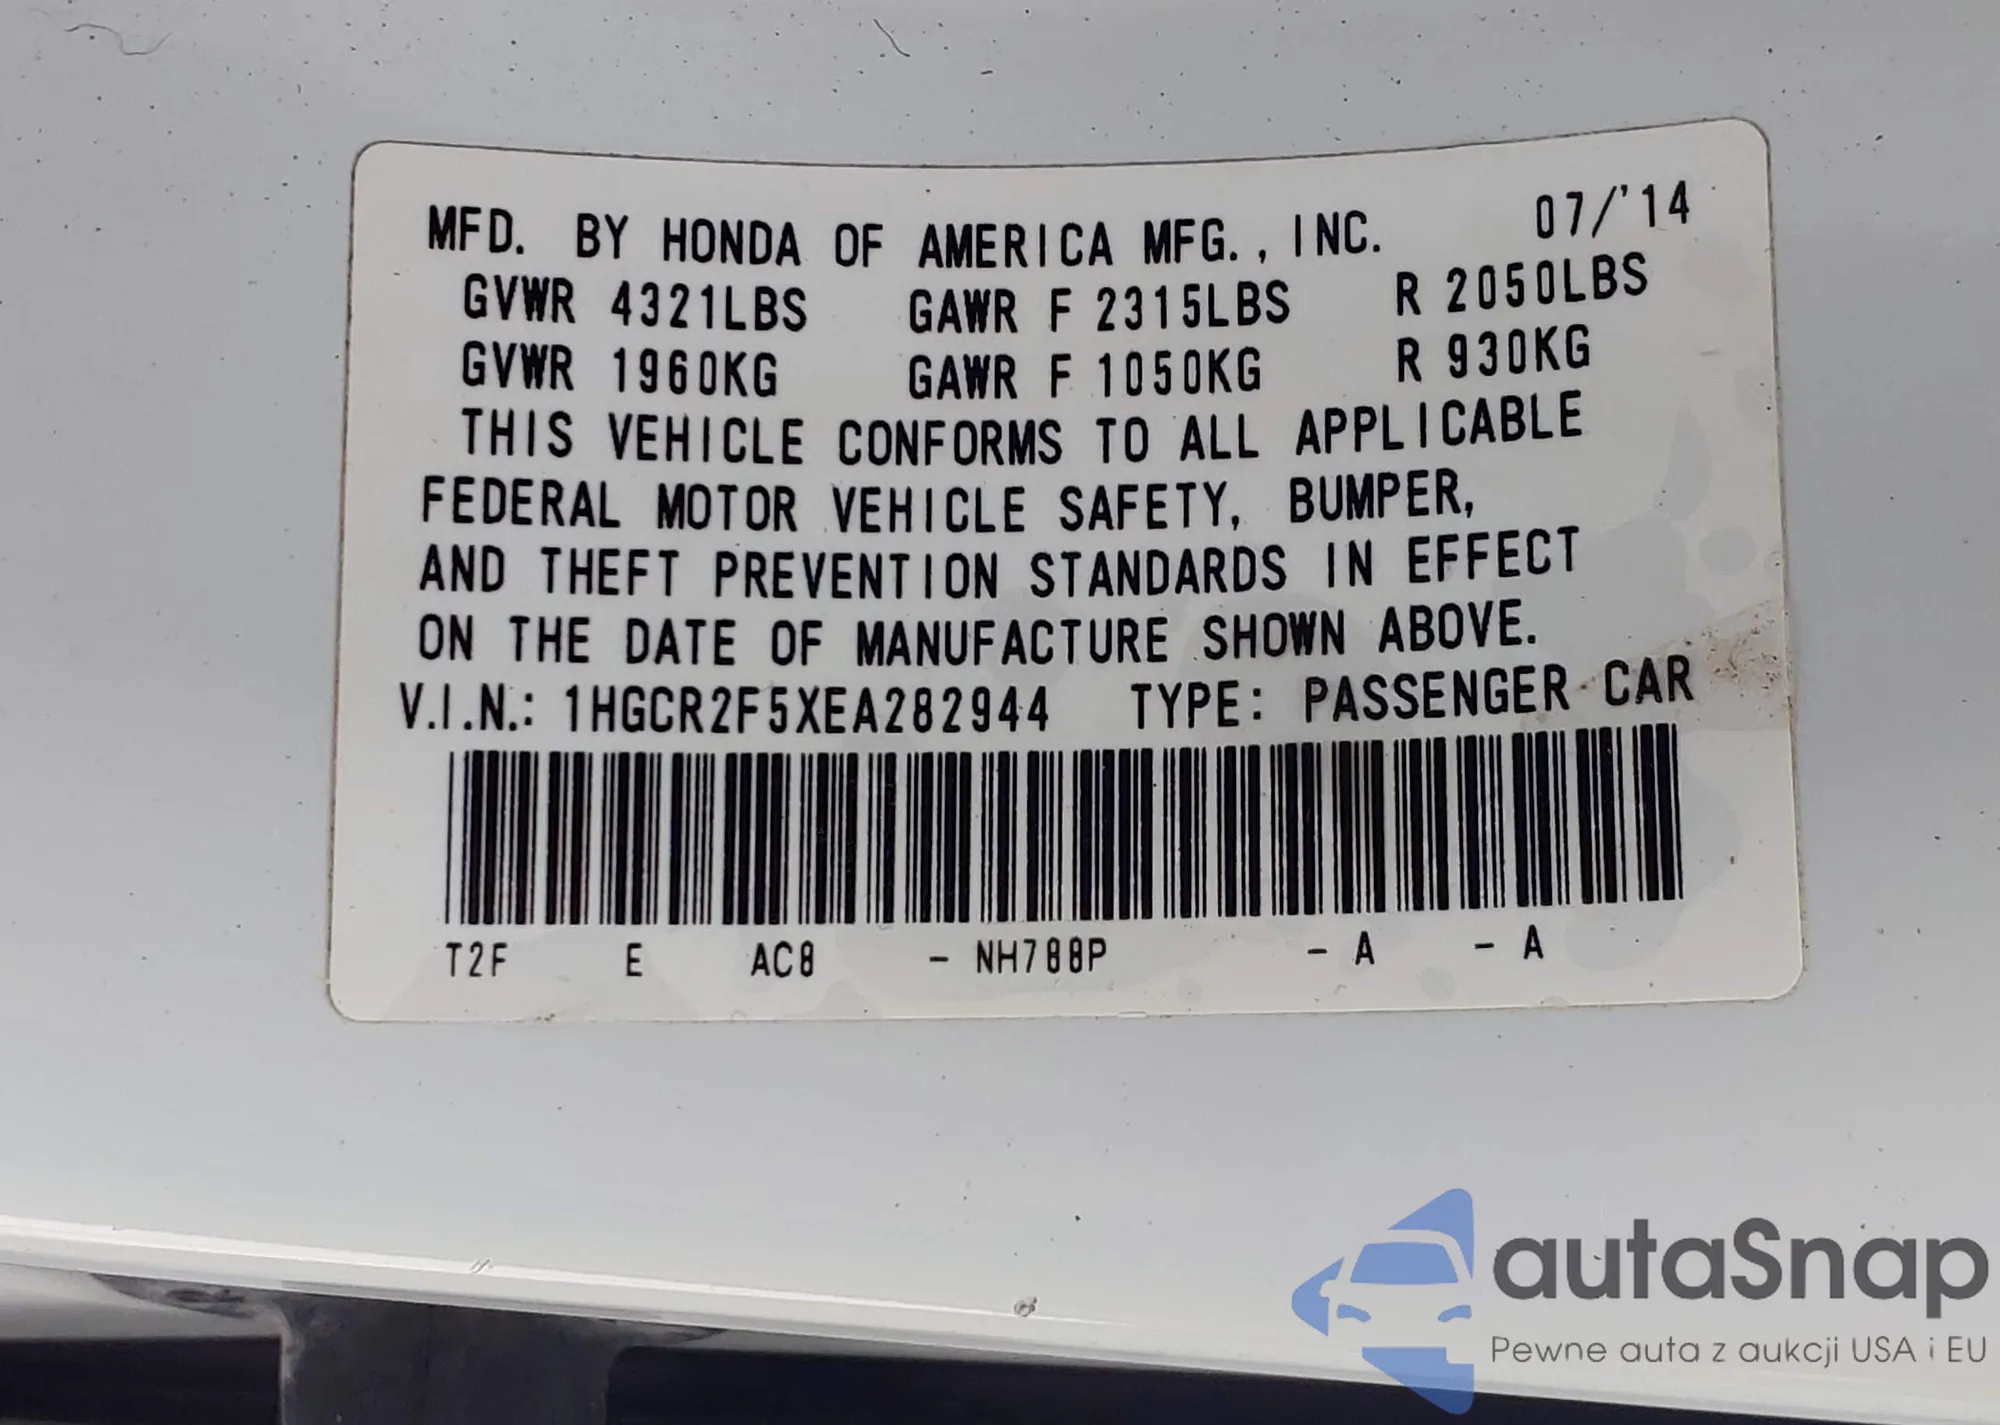 MFD. BY HONDA OF AMERICA MFG., INC. 07/'14
GVWR 4321LBS GAWR F 2315LBS R 2050LBS
GVWR 1960KG GAWR F 1050KG R 930KG
THIS VEHICLE CONFORMS TO ALL APPLICABLE
FEDERAL MOTOR VEHICLE SAFETY, BUMPER,
AND THEFT PREVENTION STANDARDS IN EFFECT
ON THE DATE OF MANUFACTURE SHOWN ABOVE.
V.I.N.: 1HGCR2F5XEA282944 TYPE: PASSENGER CAR
T2F E AC8 - NH788P - A - A
autaSnap
Pewne auta z aukcji USA i EU